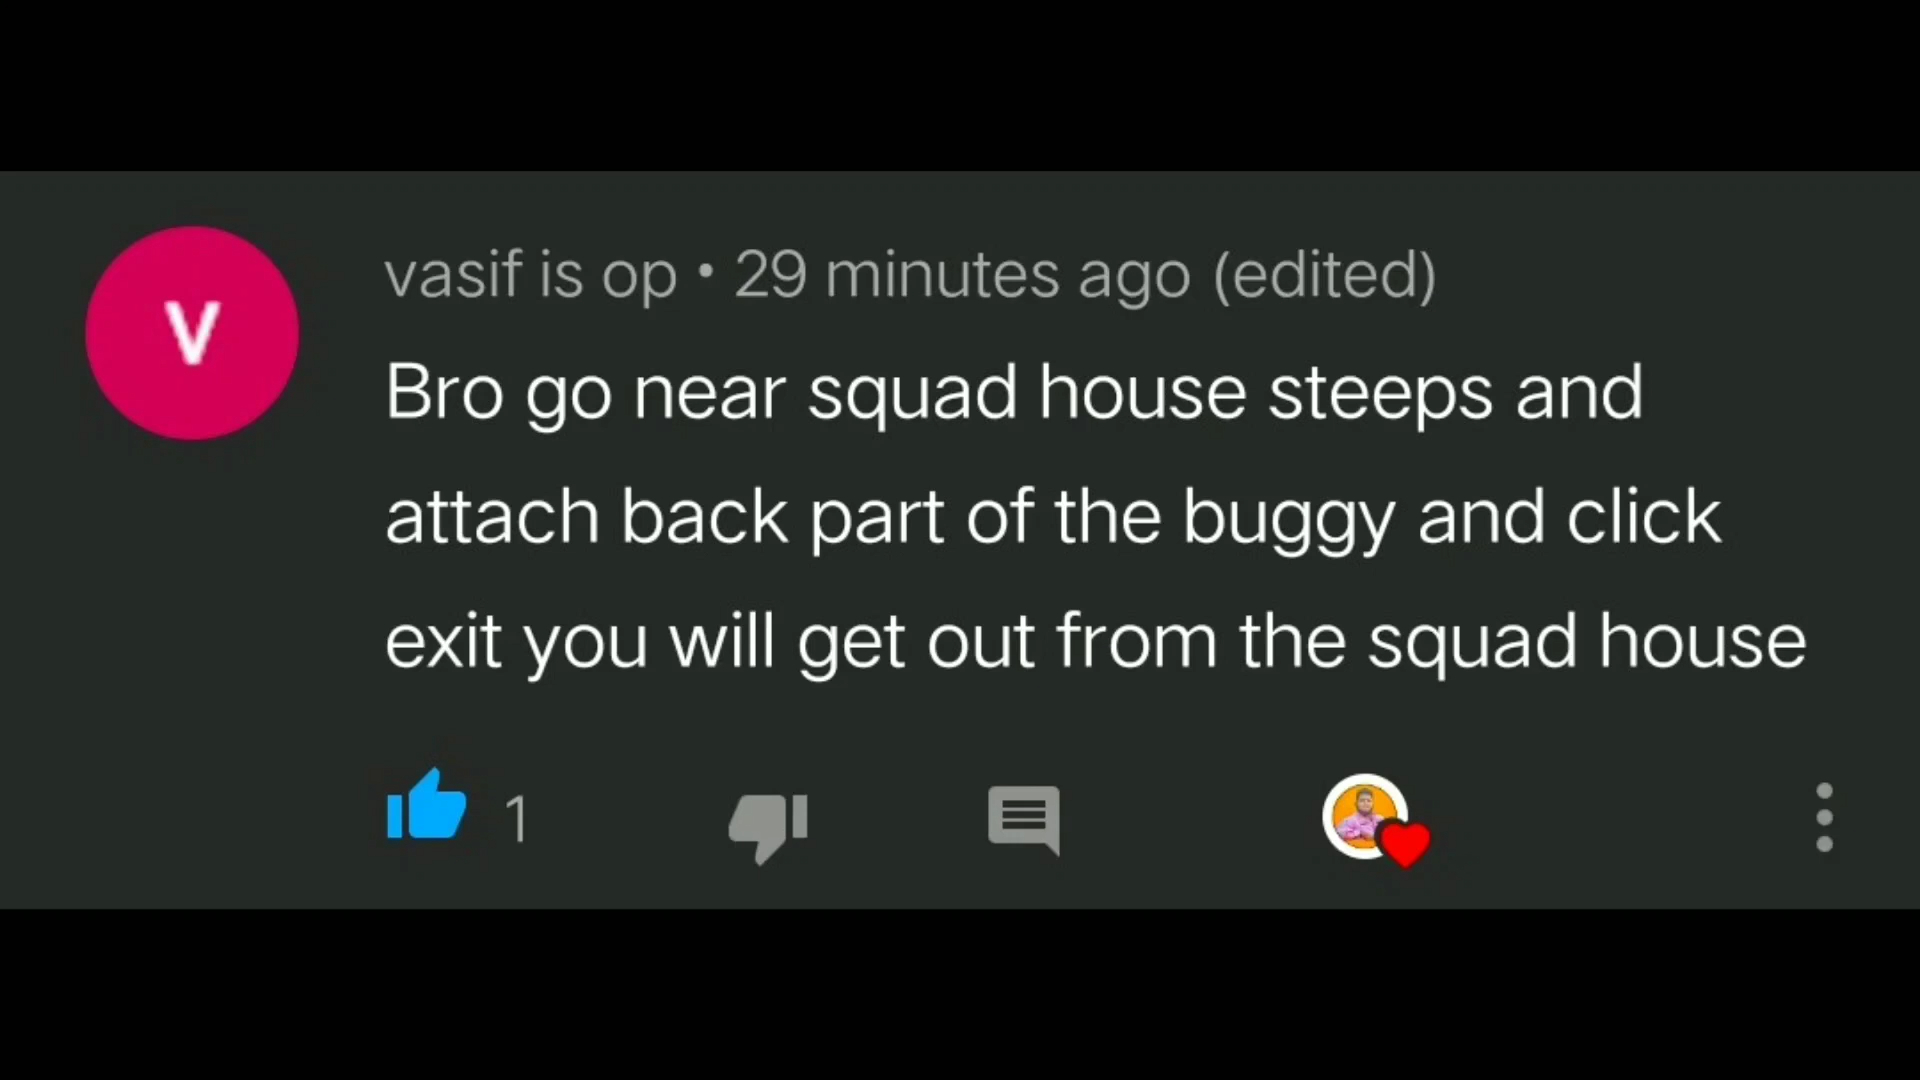 V
vasif is op • 29 minutes ago (edited)
Bro go near squad house steeps and
attach back part of the buggy and click
exit you will get out from the squad house
1